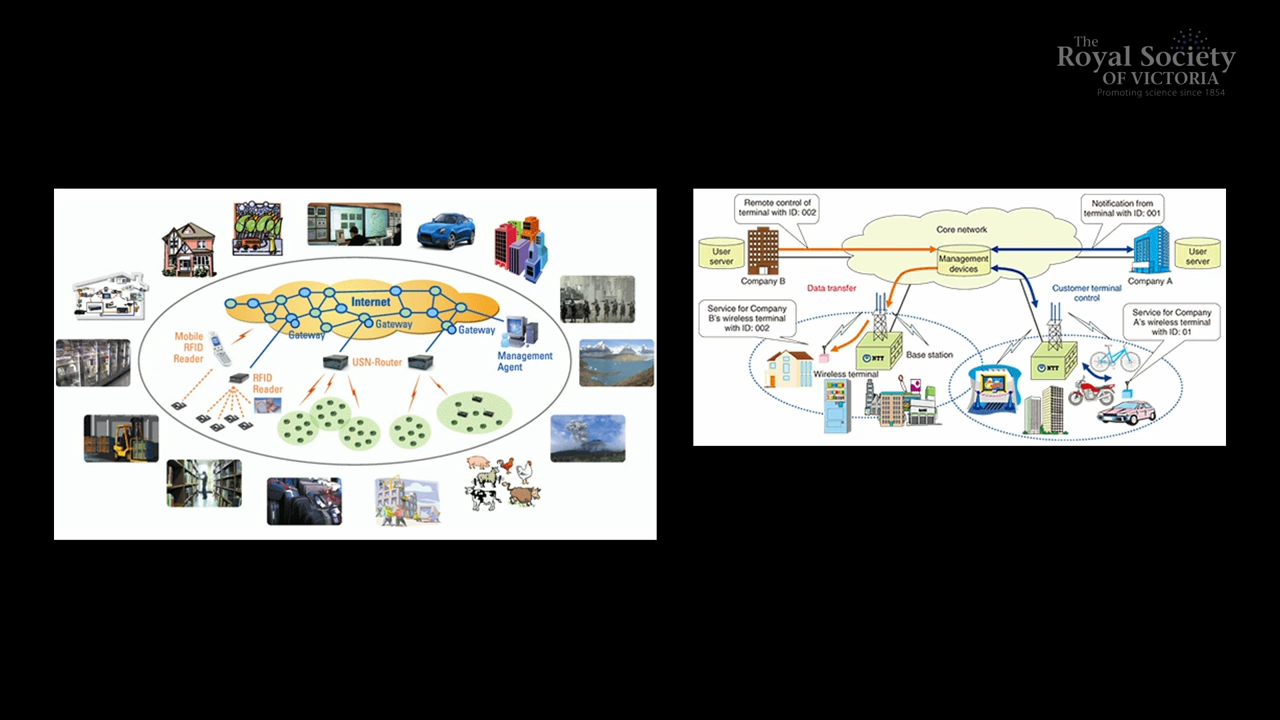 The
Royal Society
OF VICTORIA
Promoting science since 1854
Internet
Gateway
Gateway
Gateway
Mobile
RFID
Reader
RFID
Reader
USN-Router
Management
Agent
Remote control of
terminal with ID: 002
Notification from
terminal with ID: 001
Core network
User
server
Management
devices
User
server
Company B
Company A
Data transfer
Customer terminal
control
Service for Company
B's wireless terminal
with ID: 002
Service for Company
A's wireless terminal
with ID: 01
NTT
Base station
NTT
Wireless terminal